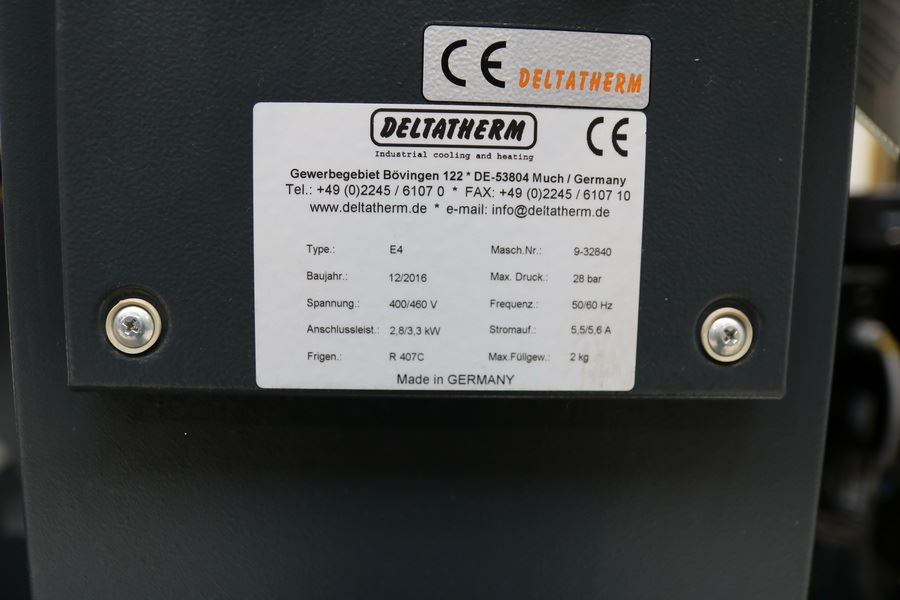 CE DELTATHERM
DELTATHERM CE
Industrial cooling and heating
Gewerbegebiet Bövingen 122 * DE-53804 Much / Germany
Tel.: +49 (0)2245 / 6107 0 * FAX: +49 (0)2245 / 6107 10
www.deltatherm.de * e-mail: info@deltatherm.de
Type.: E4 Masch.Nr.: 9-32840
Baujahr.: 12/2016 Max. Druck.: 28 bar
Spannung.: 400/460 V Frequenz.: 50/60 Hz
Anschlussleist.: 2,8/3,3 kW Stromauf.: 5,5/5,6 A
Frigen.: R 407C Max.Füllgew.: 2 kg
Made in GERMANY